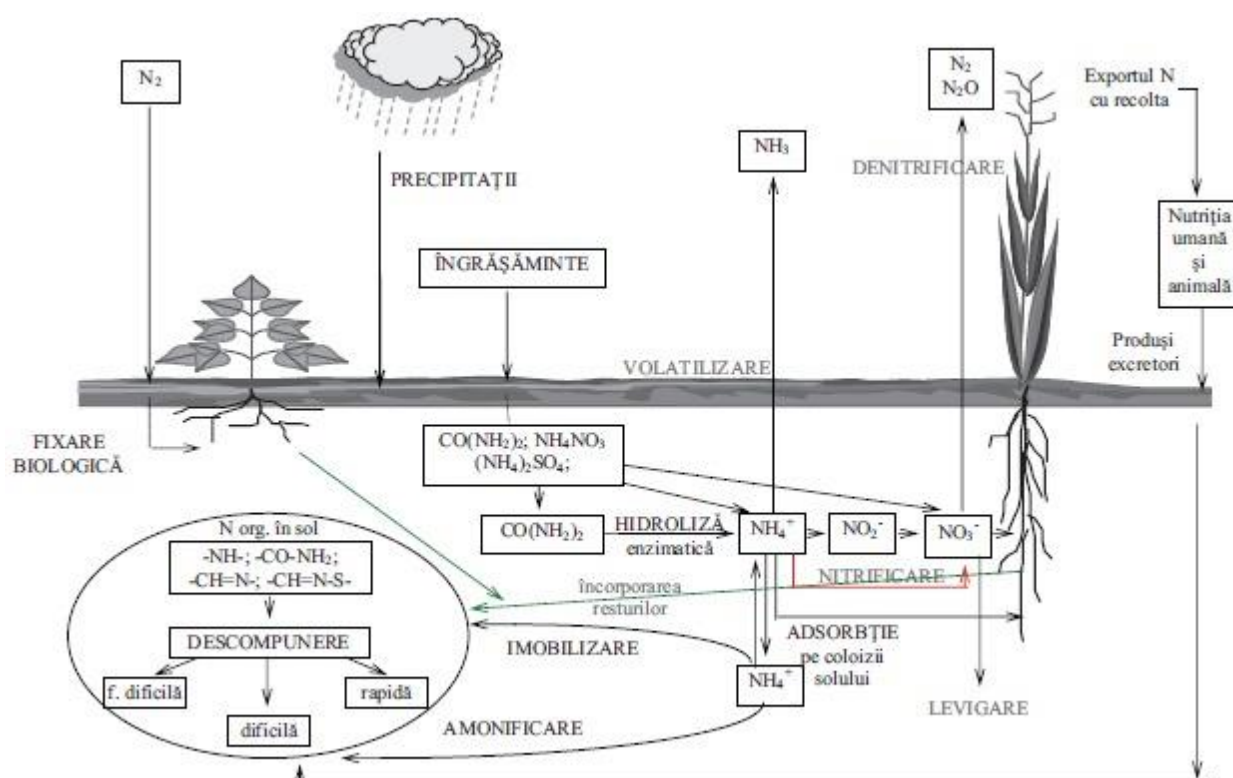 N₂
PRECIPITAȚII
N₂
N₂O
Exportul N
cu recolta
NH₃
DENITRIFICARE
ÎNGRĂȘĂMINTE
Nutriția
umană
și
animală
VOLATILIZARE
Produși
excretori
FIXARE
BIOLOGICĂ
CO(NH₂)₂; NH₄NO₃
(NH₄)₂SO₄;
N org. în sol
-NH-; -CO-NH₂;
-CH=N-; -CH=N-S-
CO(NH₂)₂
HIDROLIZĂ
enzimatică
NH₄⁺
NO₂⁻
NO₃⁻
NITRIFICARE
încorporarea
resturilor
DESCOMPUNERE
f. dificilă
rapidă
dificilă
IMOBILIZARE
ADSORBȚIE
pe coloizii
solului
NH₄⁺
LEVIGARE
AMONIFICARE